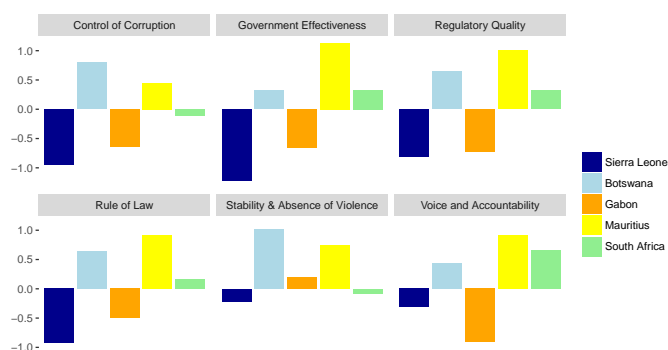 Control of Corruption
Government Effectiveness
Regulatory Quality
1.0
0.5
0.0
−0.5
−1.0
Sierra Leone
Botswana
Gabon
Mauritius
South Africa
Rule of Law
Stability & Absence of Violence
Voice and Accountability
1.0
0.5
0.0
−0.5
−1.0